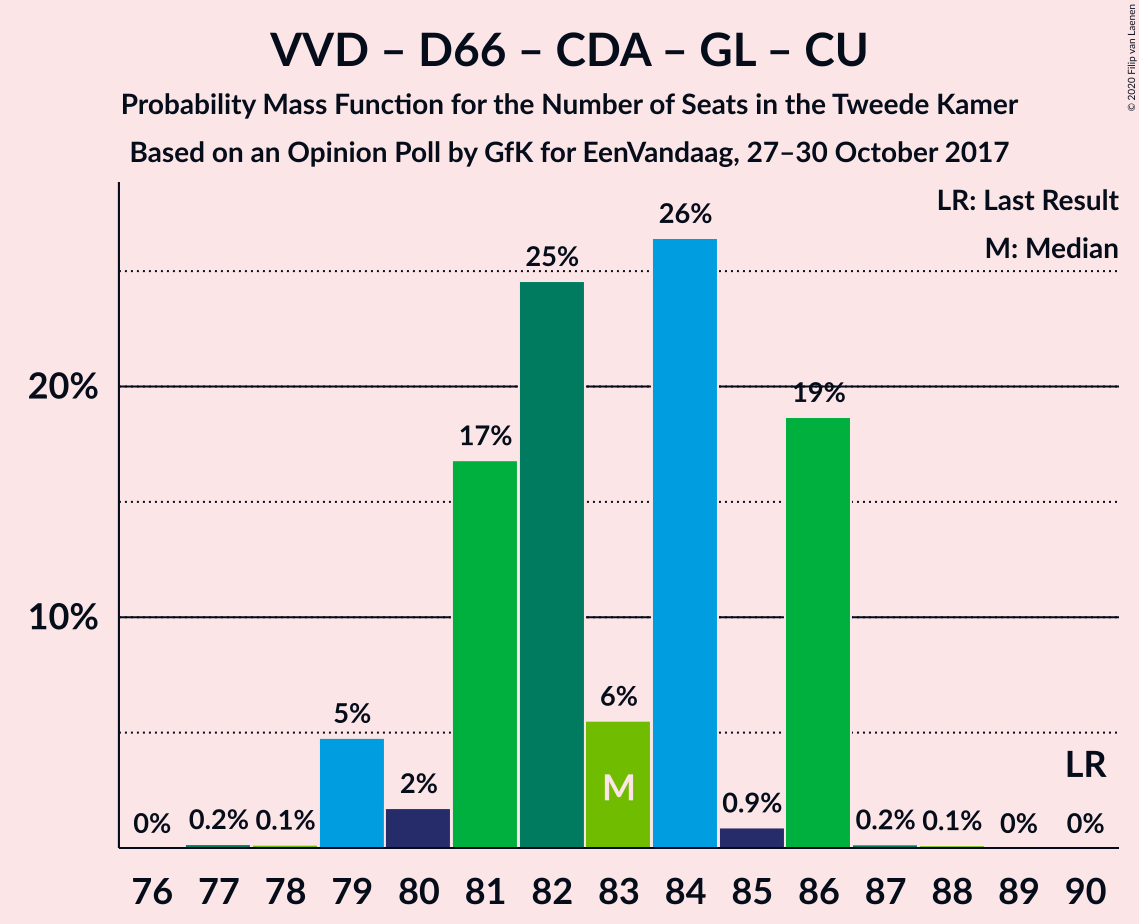 VVD – D66 – CDA – GL – CU
Probability Mass Function for the Number of Seats in the Tweede Kamer
Based on an Opinion Poll by GfK for EenVandaag, 27–30 October 2017
© 2020 Filip van Laenen
LR: Last Result
M: Median
26%
25%
20%
19%
17%
10%
6%
5%
M
LR
2%
0.9%
0% 0.2% 0.1% 0.2% 0.1% 0% 0%
76 77 78 79 80 81 82 83 84 85 86 87 88 89 90